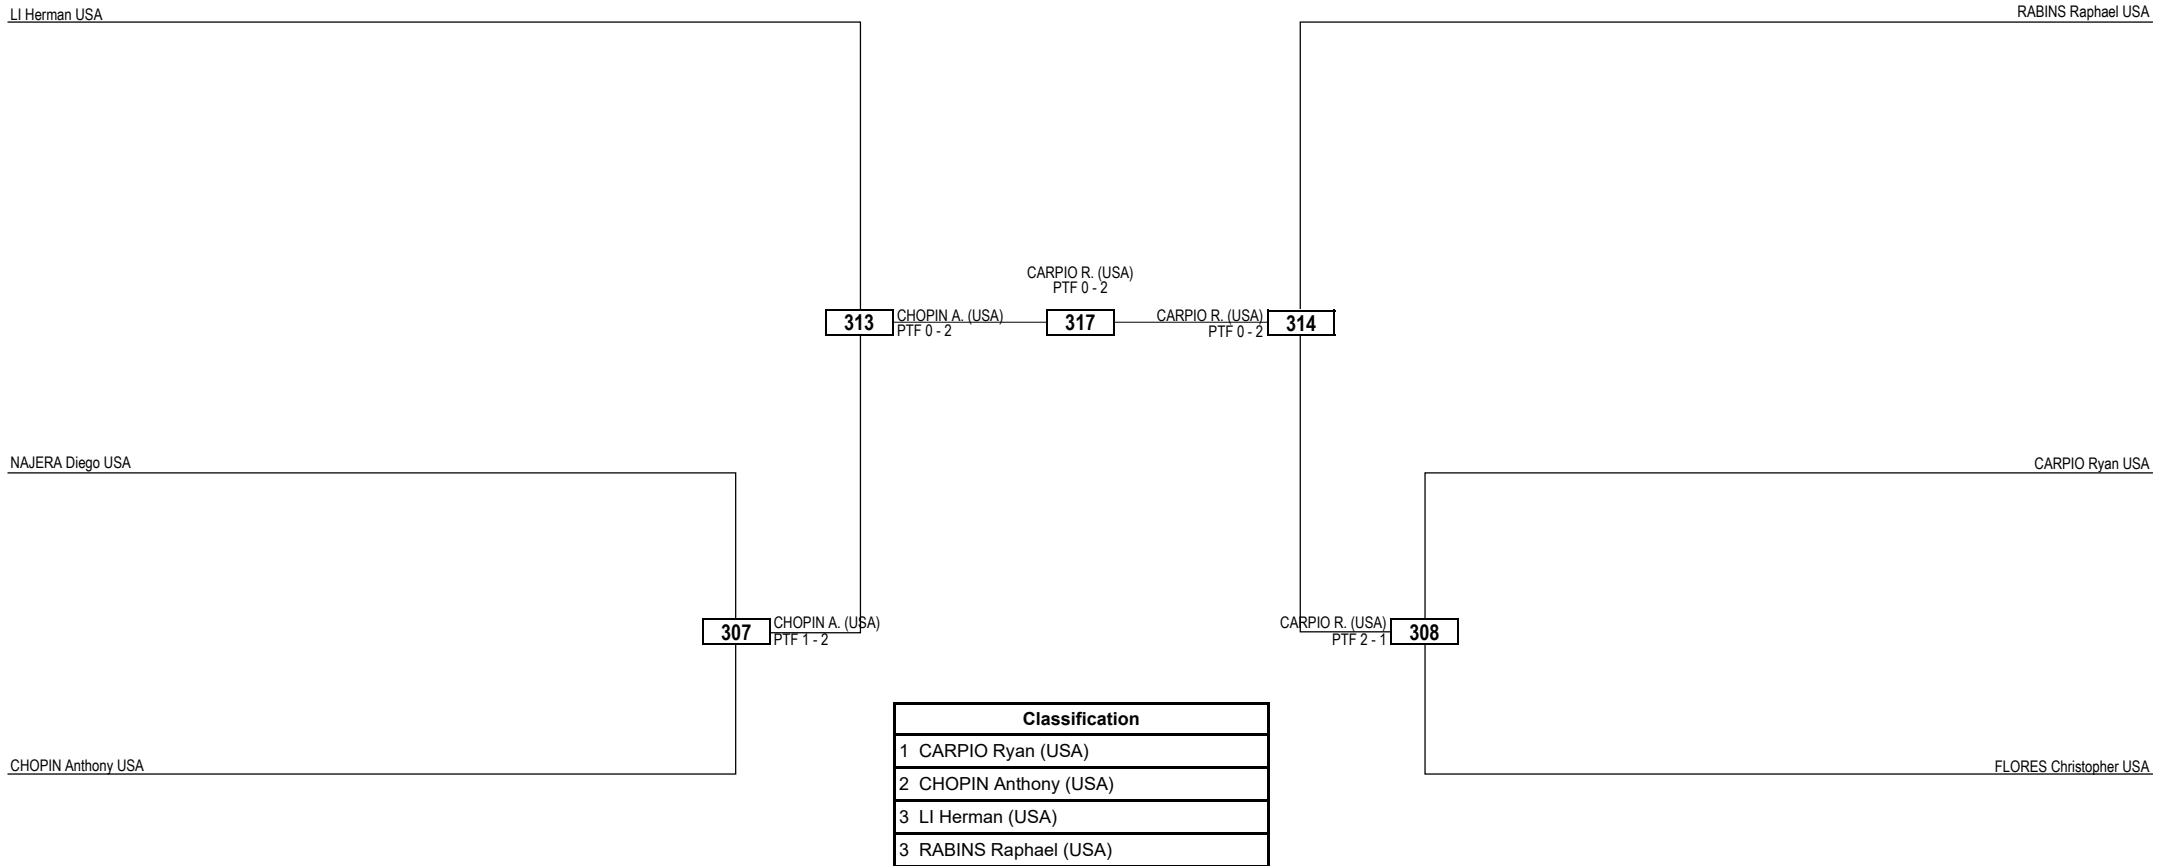 LI Herman USA
RABINS Raphael USA
CARPIO R. (USA)
PTF 0 - 2
313
CHOPIN A. (USA)
PTF 0 - 2
317
CARPIO R. (USA)
PTF 0 - 2
314
NAJERA Diego USA
CARPIO Ryan USA
307
CHOPIN A. (USA)
PTF 1 - 2
CARPIO R. (USA)
PTF 2 - 1
308
CHOPIN Anthony USA
FLORES Christopher USA
Classification
1 CARPIO Ryan (USA)
2 CHOPIN Anthony (USA)
3 LI Herman (USA)
3 RABINS Raphael (USA)